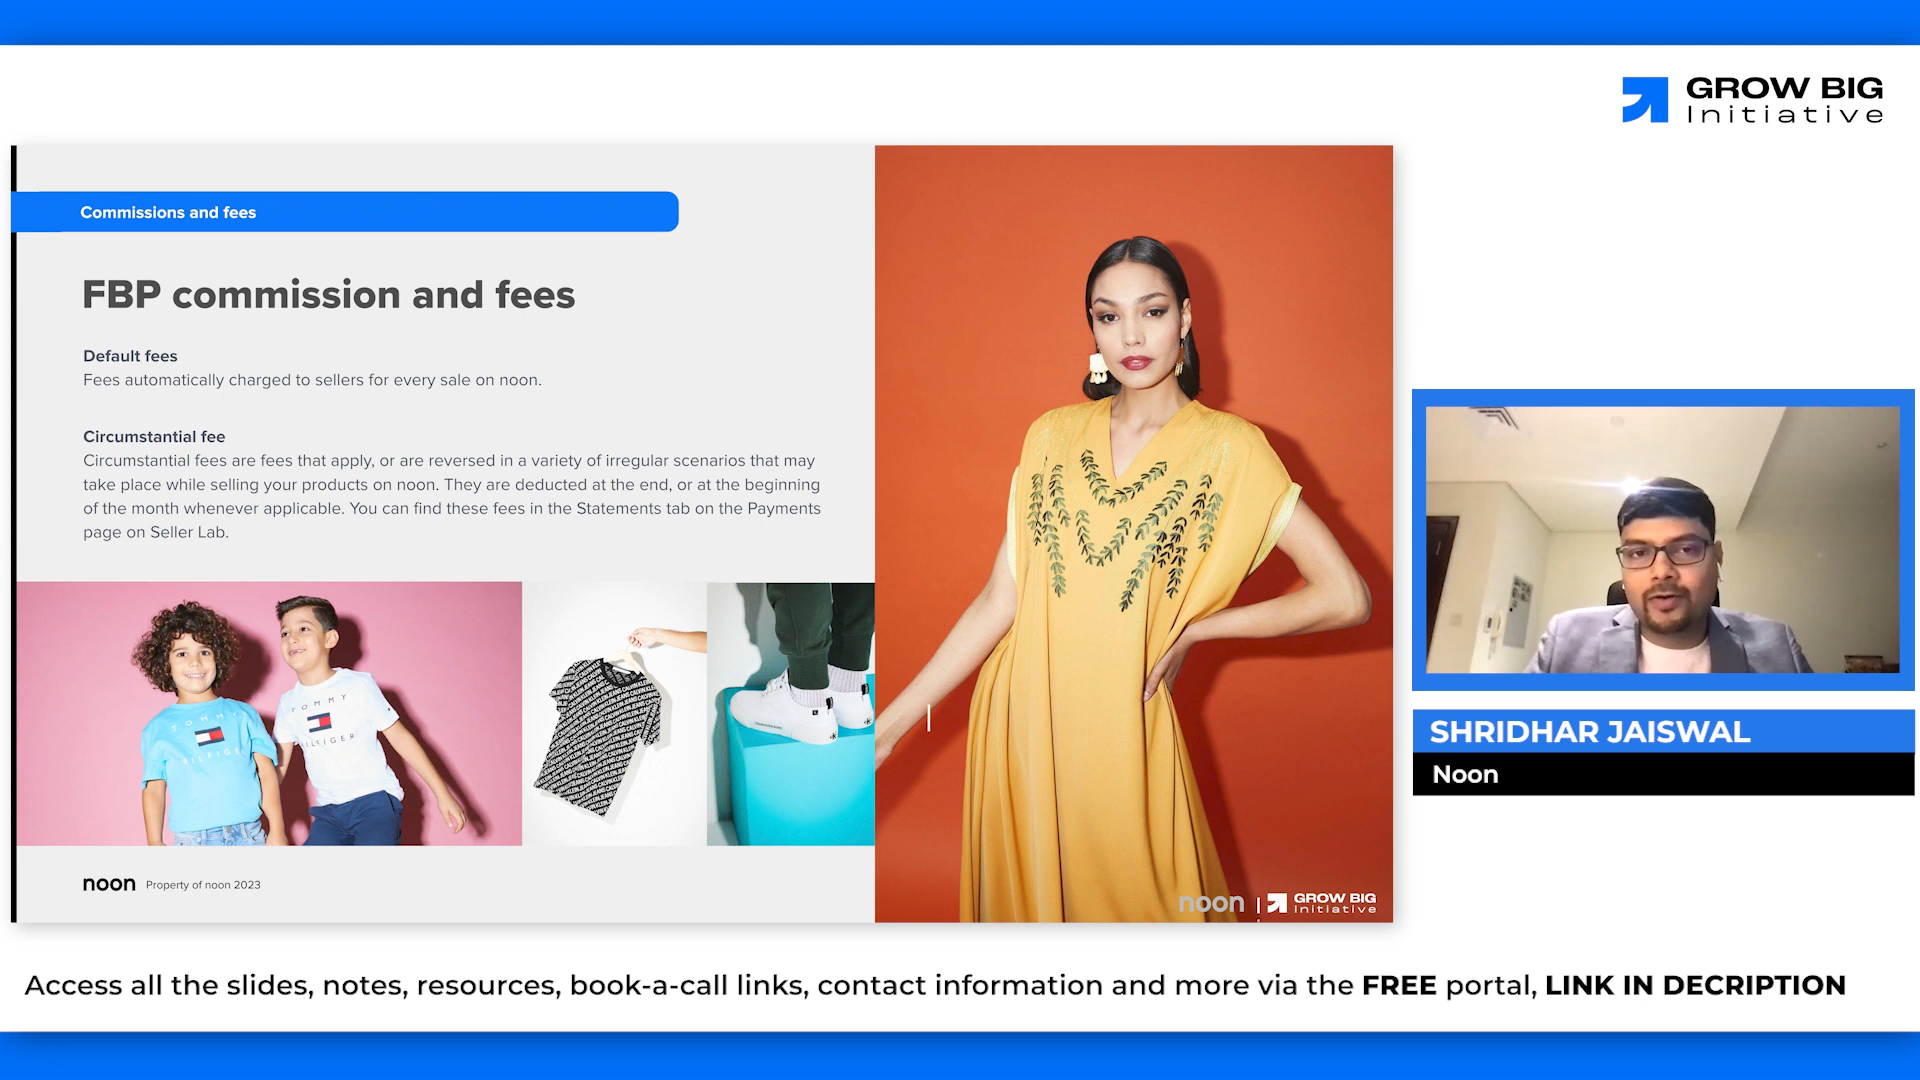 GROW BIG
Initiative
Commissions and fees
FBP commission and fees
Default fees
Fees automatically charged to sellers for every sale on noon.
Circumstantial fee
Circumstantial fees are fees that apply, or are reversed in a variety of irregular scenarios that may
take place while selling your products on noon. They are deducted at the end, or at the beginning
of the month whenever applicable. You can find these fees in the Statements tab on the Payments
page on Seller Lab.
TOMMY
HILFIGER
TOMMY
HILFIGER
noon Property of noon 2023
noon | GROW BIG
Initiative
SHRIDHAR JAISWAL
Noon
Access all the slides, notes, resources, book-a-call links, contact information and more via the FREE portal, LINK IN DECRIPTION